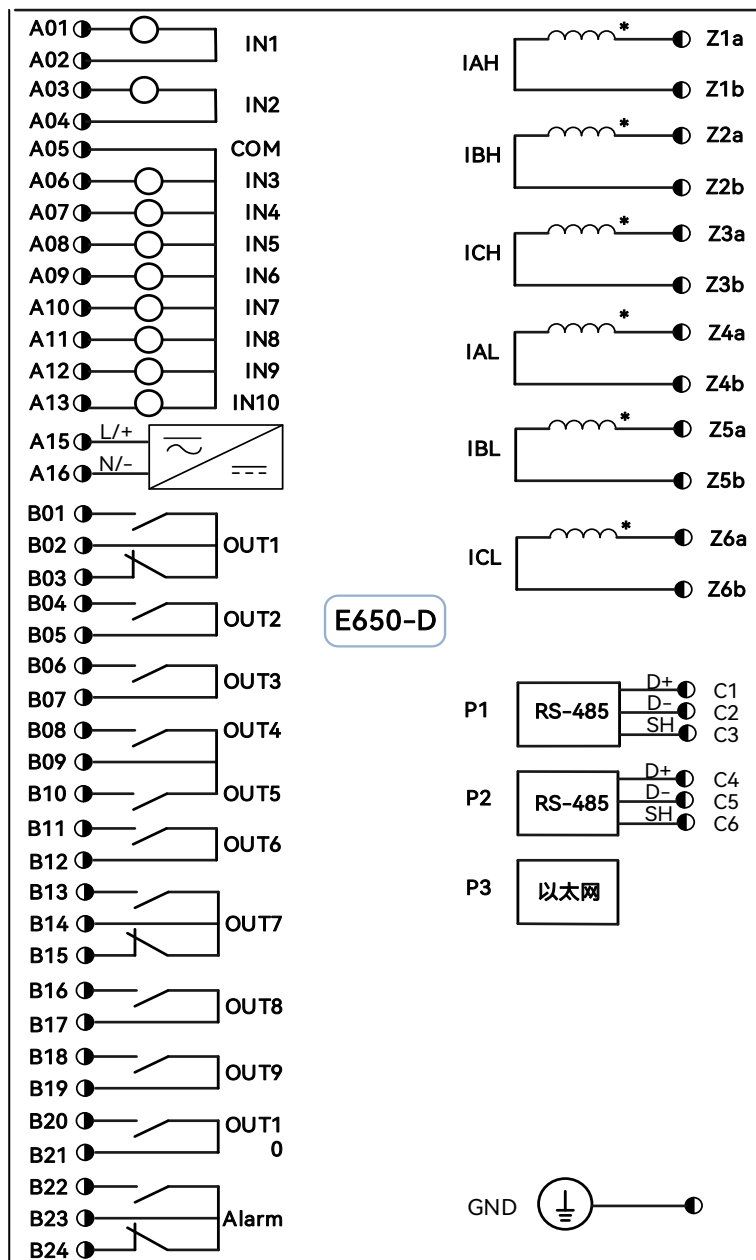 A01
IN1
A02
A03
IN2
A04
A05 COM
A06 IN3
A07 IN4
A08 IN5
A09 IN6
A10 IN7
A11 IN8
A12 IN9
A13 IN10
A15 L/+
A16 N/-
B01
B02 OUT1
B03
B04
OUT2
B05
B06
OUT3
B07
B08 OUT4
B09
B10 OUT5
B11
OUT6
B12
B13
B14 OUT7
B15
B16
OUT8
B17
B18
OUT9
B19
B20
OUT1
0
B21
B22
B23 Alarm
B24
E650-D
* Z1a
IAH
Z1b
* Z2a
IBH
Z2b
* Z3a
ICH
Z3b
* Z4a
IAL
Z4b
* Z5a
IBL
Z5b
* Z6a
ICL
Z6b
P1 RS-485
D+ C1
D- C2
SH C3
P2 RS-485
D+ C4
D- C5
SH C6
P3 以太网
GND